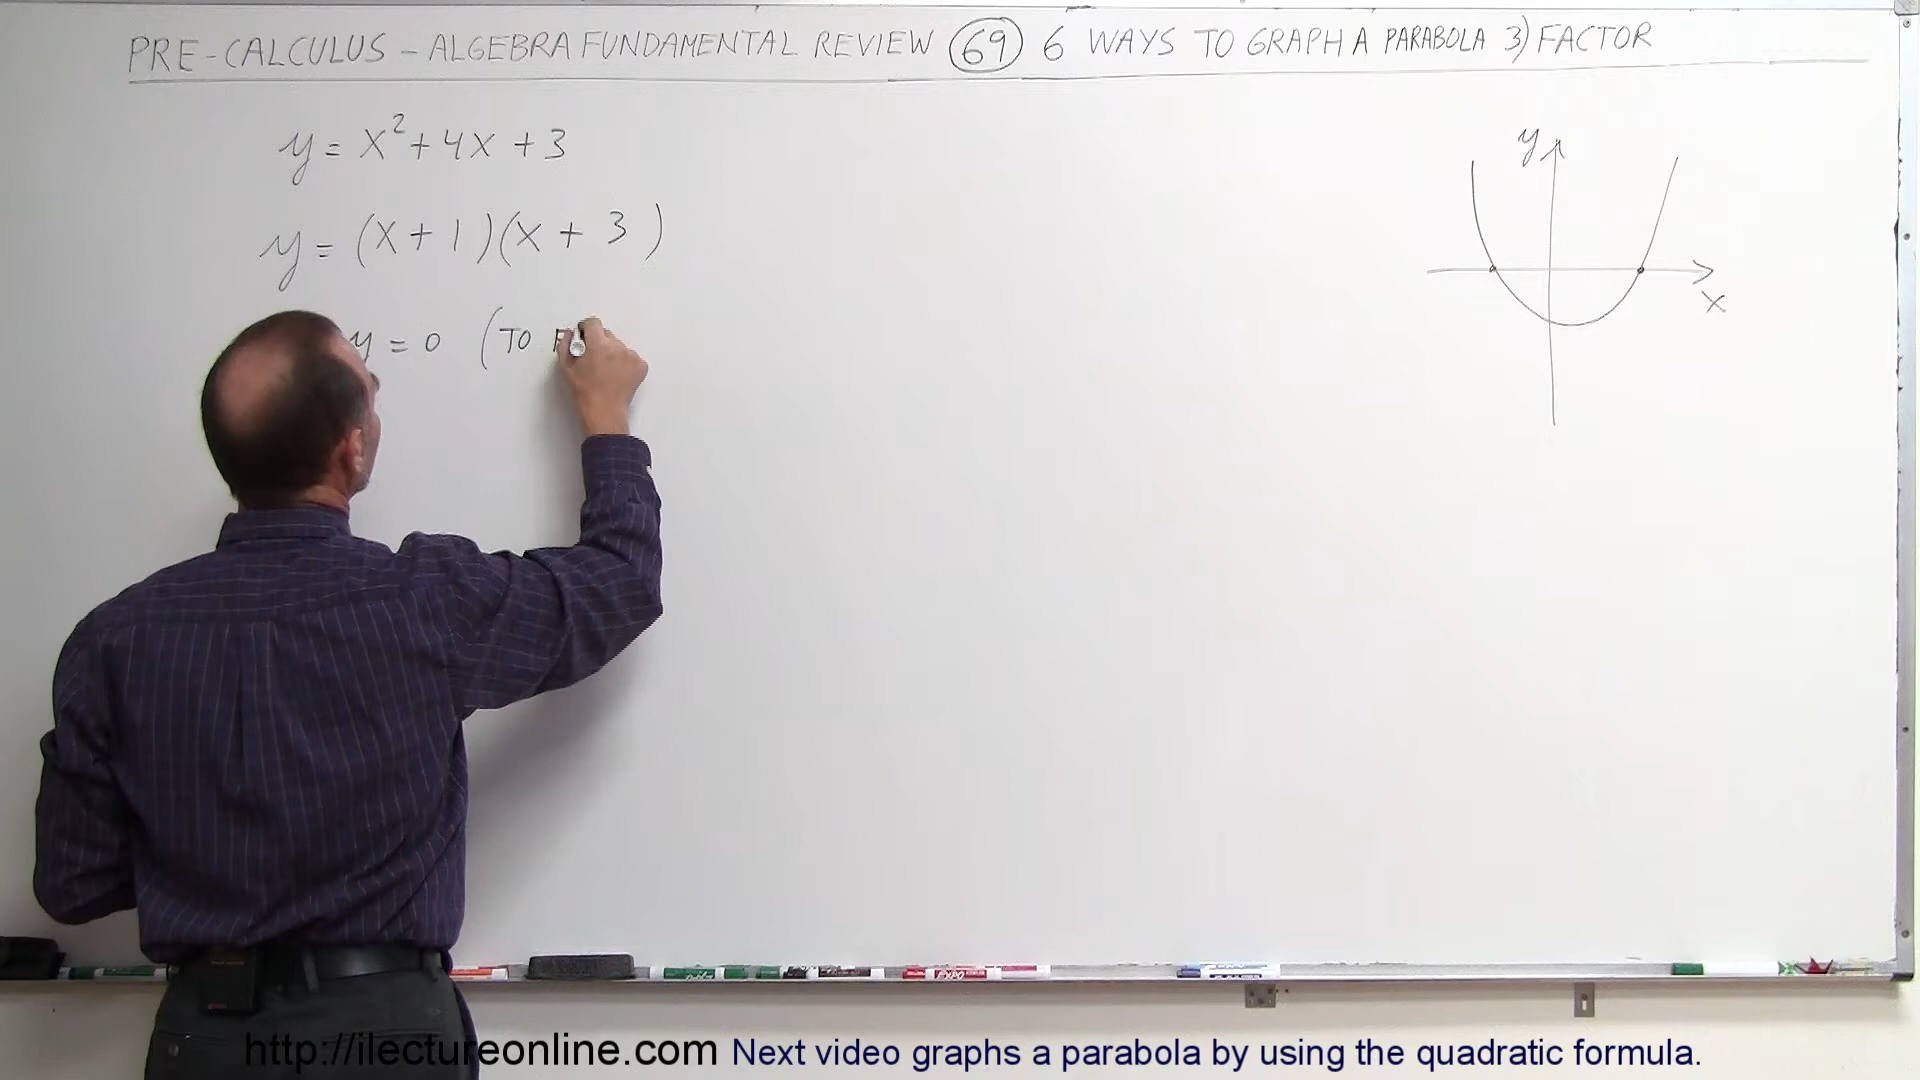 PRE-CALCULUS - ALGEBRA FUNDAMENTAL REVIEW 69 6 WAYS TO GRAPH A PARABOLA 3) FACTOR
y = x² + 4x + 3
y = (x + 1)(x + 3)
y = 0 (TO F
y
x
EXPO
http://ilectureonline.com Next video graphs a parabola by using the quadratic formula.